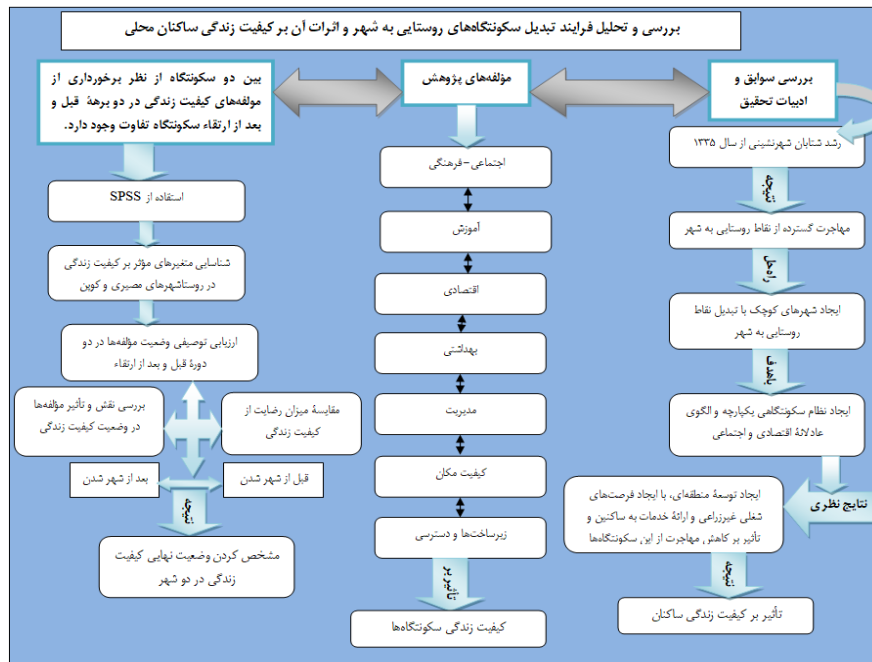 بررسی و تحلیل فرایند تبدیل سکونتگاه‌های روستایی به شهر و اثرات آن بر کیفیت زندگی ساکنان محلی
بررسی سوابق و
ادبیات تحقیق
رشد شتابان شهرنشینی از سال ۱۳۳۵
نتیجه
مهاجرت گسترده از نقاط روستایی به شهر
راه‌حل
ایجاد شهرهای کوچک با تبدیل نقاط
روستایی به شهر
باهدف
ایجاد نظام سکونتگاهی یکپارچه و الگوی
عادلانۀ اقتصادی و اجتماعی
نتایج نظری
ایجاد توسعۀ منطقه‌ای، با ایجاد فرصت‌های
شغلی غیرزراعی و ارائۀ خدمات به ساکنین و
تأثیر بر کاهش مهاجرت از این سکونتگاه‌ها
نتیجه
تأثیر بر کیفیت زندگی ساکنان
مؤلفه‌های پژوهش
اجتماعی-فرهنگی
آموزش
اقتصادی
بهداشتی
مدیریت
کیفیت مکان
زیرساخت‌ها و دسترسی
تأثیر بر
کیفیت زندگی سکونتگاه‌ها
بین دو سکونتگاه از نظر برخورداری از
مولفه‌های کیفیت زندگی در دو برهۀ قبل و
بعد از ارتقاء سکونتگاه تفاوت وجود دارد.
استفاده از SPSS
شناسایی متغیرهای مؤثر بر کیفیت زندگی
در روستاشهرهای مصیری و کوپن
ارزیابی توصیفی وضعیت مؤلفه‌ها در دو
دورۀ قبل و بعد از ارتقاء
مقایسۀ میزان رضایت از
کیفیت زندگی
بررسی نقش و تأثیر مؤلفه‌ها
در وضعیت کیفیت زندگی
قبل از شهر شدن
بعد از شهر شدن
نتیجه
مشخص کردن وضعیت نهایی کیفیت
زندگی در دو شهر